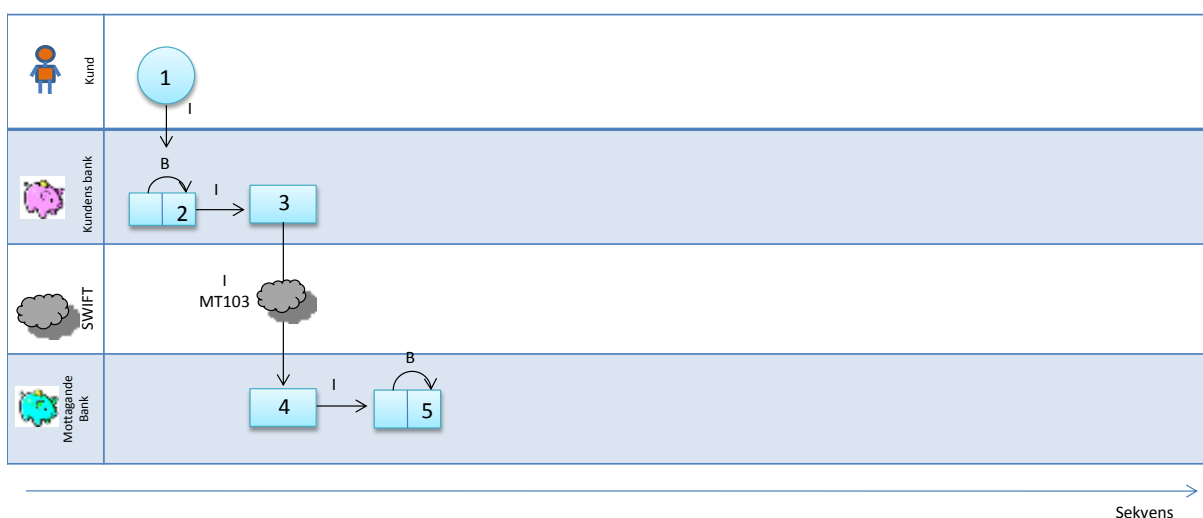 Kund
1
I
Kundens bank
B
2
I
3
SWIFT
I
MT103
Mottagande
Bank
4
I
B
5
Sekvens